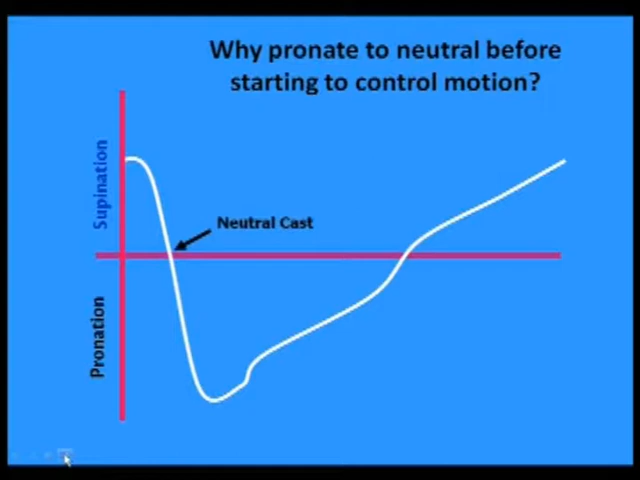 Why pronate to neutral before
starting to control motion?
Supination
Neutral Cast
Pronation